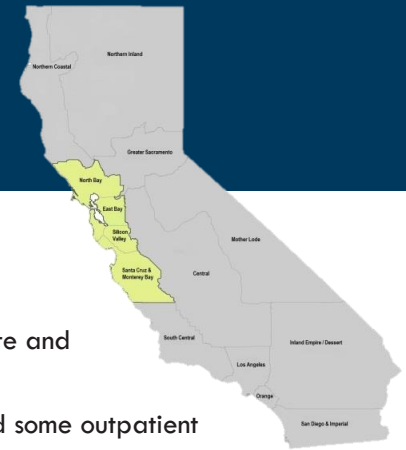 Northern Inland
Northern Coastal
Greater Sacramento
North Bay
East Bay
Silicon
Valley
Mother Lode
Santa Cruz &
Monterey Bay
Central
re and
South Central
Inland Empire / Dessert
Los Angeles
Orange
d some outpatient
San Diego & Imperial